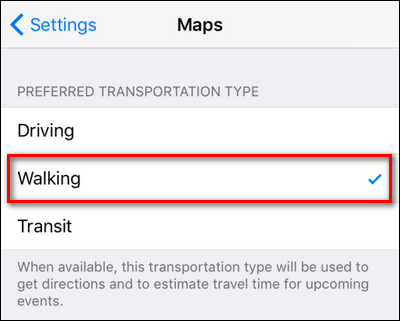 Settings Maps
PREFERRED TRANSPORTATION TYPE
Driving
Walking
Transit
When available, this transportation type will be used to
get directions and to estimate travel time for upcoming
events.